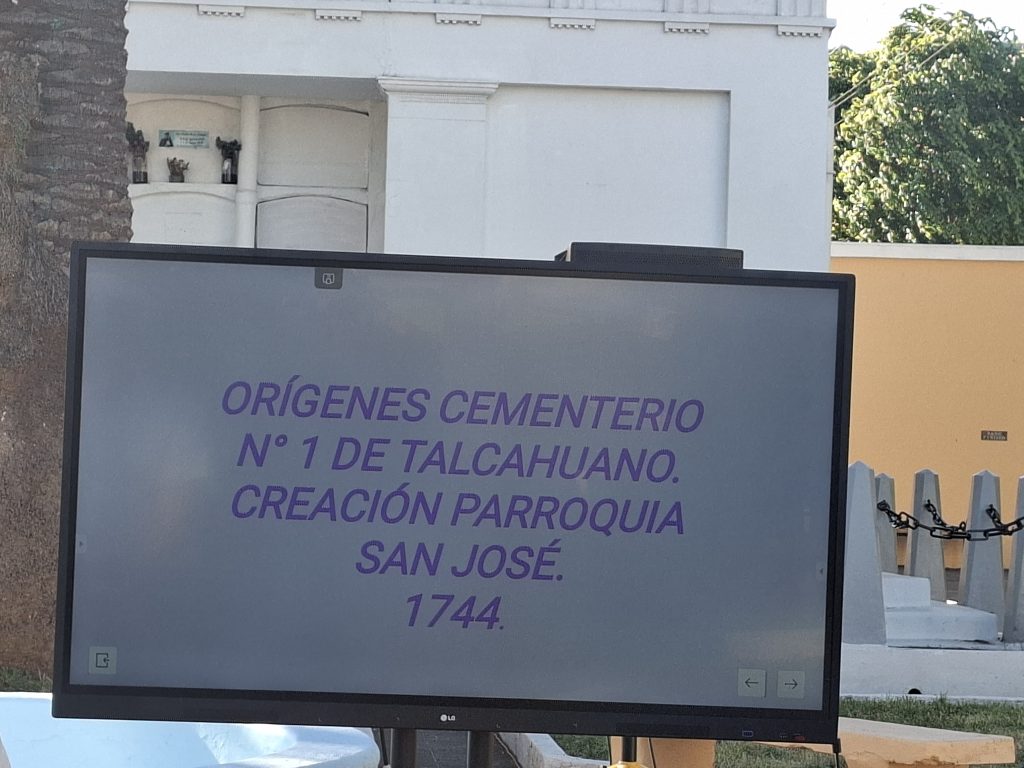 ORÍGENES CEMENTERIO
N° 1 DE TALCAHUANO.
CREACIÓN PARROQUIA
SAN JOSÉ.
1744.
LG